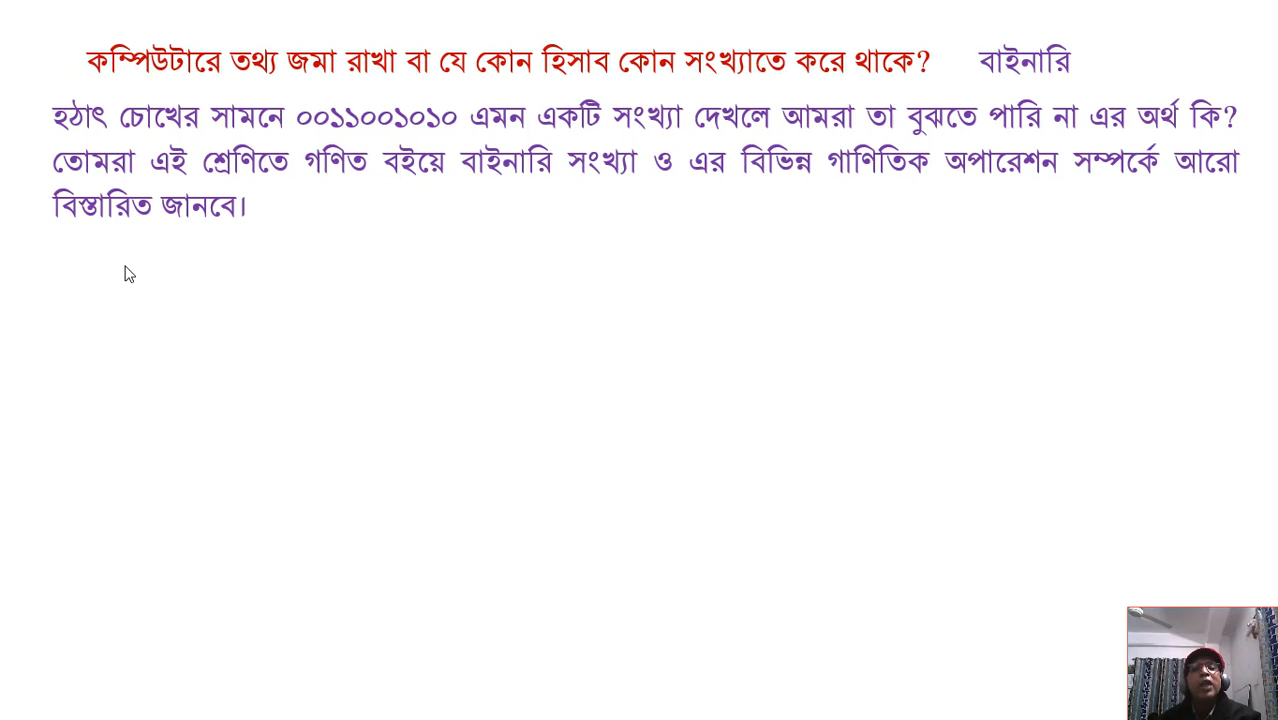 কম্পিউটারে তথ্য জমা রাখা বা যে কোন হিসাব কোন সংখ্যাতে করে থাকে? বাইনারি
হঠাৎ চোখের সামনে ০০১১০০১০১০ এমন একটি সংখ্যা দেখলে আমরা তা বুঝতে পারি না এর অর্থ কি?
তোমরা এই শ্রেণিতে গণিত বইয়ে বাইনারি সংখ্যা ও এর বিভিন্ন গাণিতিক অপারেশন সম্পর্কে আরো
বিস্তারিত জানবে।